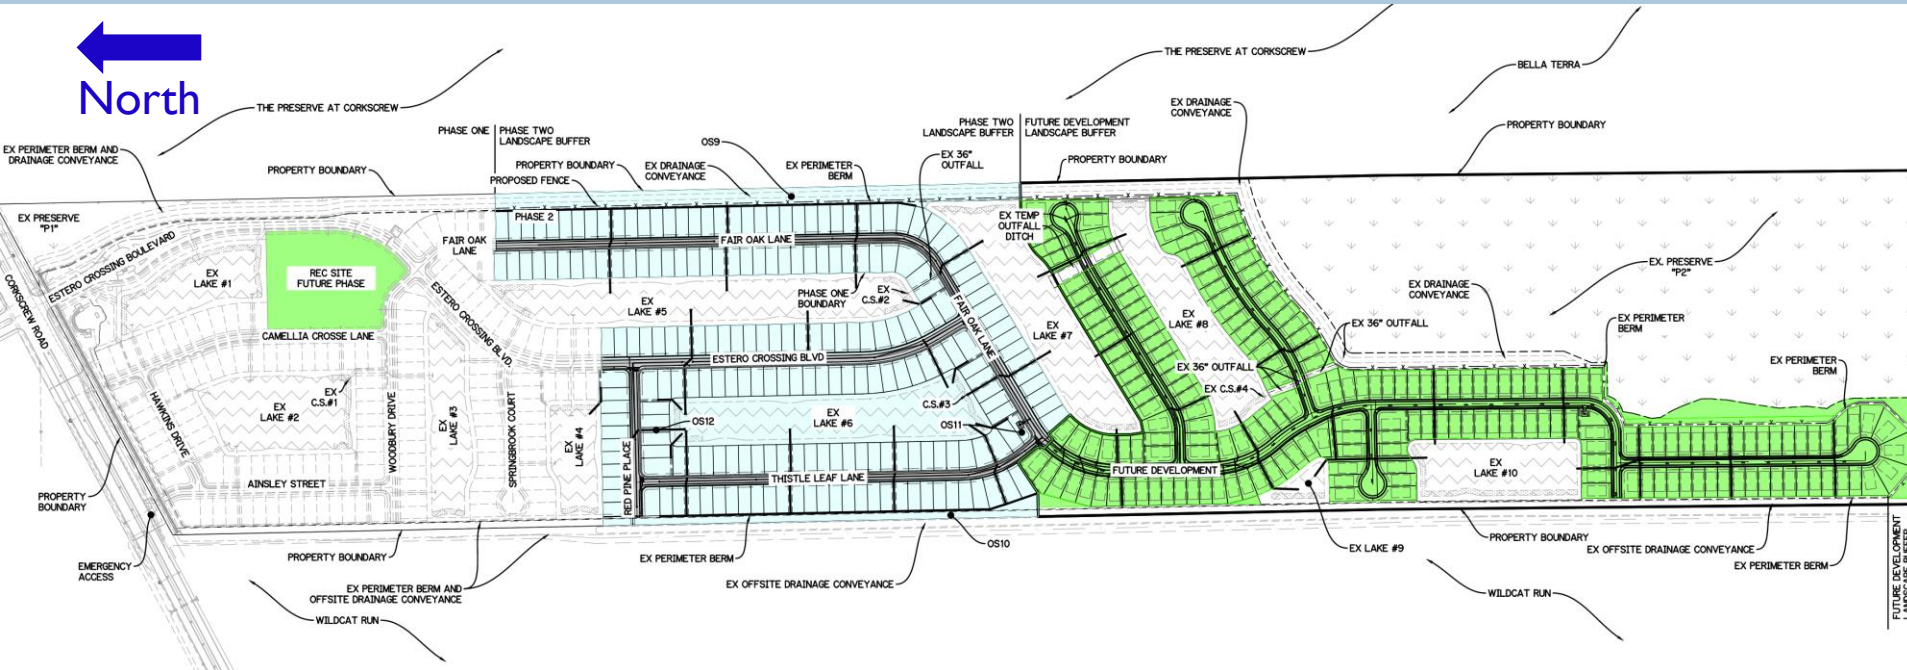 North
THE PRESERVE AT CORKSCREW
THE PRESERVE AT CORKSCREW
BELLA TERRA
EX PERIMETER BERM AND
DRAINAGE CONVEYANCE
PROPERTY BOUNDARY
PHASE ONE
PHASE TWO
LANDSCAPE BUFFER
PROPERTY BOUNDARY
PROPOSED FENCE
EX DRAINAGE
CONVEYANCE
OS9
EX PERIMETER
BERM
PHASE TWO
LANDSCAPE BUFFER
FUTURE DEVELOPMENT
LANDSCAPE BUFFER
EX 36" OUTFALL
PROPERTY BOUNDARY
EX DRAINAGE
CONVEYANCE
PROPERTY BOUNDARY
EX PRESERVE
"P1"
ESTERO CROSSING BOULEVARD
CORKSCREW ROAD
EX
LAKE #1
REC SITE
FUTURE PHASE
CAMELLIA CROSSE LANE
FAIR OAK
LANE
PHASE 2
FAIR OAK LANE
ESTERO CROSSING BLVD.
EX
LAKE #5
PHASE ONE
BOUNDARY
EX
C.S.#2
FAIR OAK LANE
EX TEMP
OUTFALL
DITCH
EX
LAKE #7
EX
LAKE #8
EX 36" OUTFALL
EX 36" OUTFALL
EX C.S.#4
EX DRAINAGE
CONVEYANCE
EX. PRESERVE
"P2"
EX PERIMETER
BERM
EX PERIMETER
BERM
ESTERO CROSSING BLVD
HAWKINS DRIVE
EX
LAKE #2
EX
C.S.#1
WOODBURY DRIVE
EX
LAKE #3
SPRINGBROOK COURT
EX
LAKE #4
RED PINE PLACE
OS12
EX
LAKE #6
C.S.#3
OS11
THISTLE LEAF LANE
FUTURE DEVELOPMENT
EX
LAKE #10
AINSLEY STREET
PROPERTY
BOUNDARY
EMERGENCY
ACCESS
PROPERTY BOUNDARY
EX PERIMETER BERM AND
OFFSITE DRAINAGE CONVEYANCE
WILDCAT RUN
EX PERIMETER BERM
EX OFFSITE DRAINAGE CONVEYANCE
OS10
EX LAKE #9
PROPERTY BOUNDARY
EX OFFSITE DRAINAGE CONVEYANCE
EX PERIMETER BERM
WILDCAT RUN
FUTURE DEVELOPMENT
LANDSCAPE BUFFER